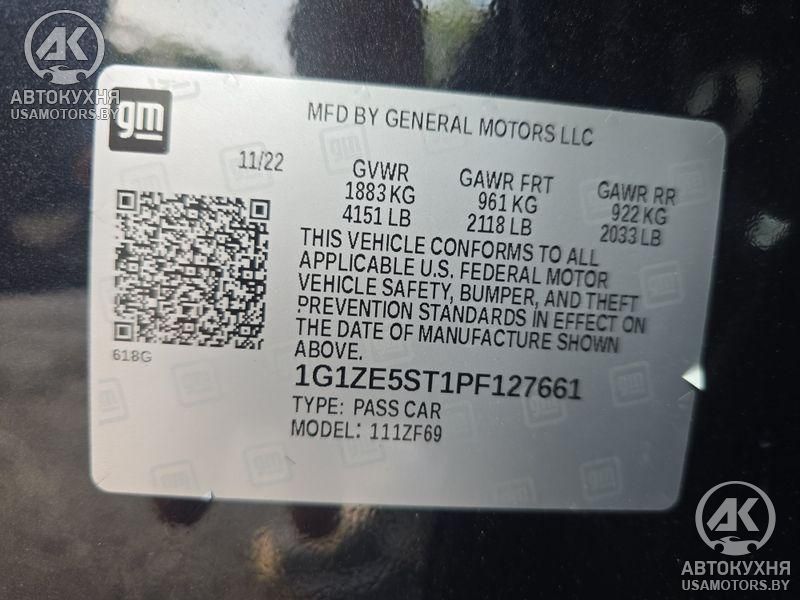 AK
АВТОКУХНЯ
USAMOTORS.BY
gm
MFD BY GENERAL MOTORS LLC
11/22
GVWR
1883 KG
4151 LB
GAWR FRT
961 KG
2118 LB
GAWR RR
922 KG
2033 LB
THIS VEHICLE CONFORMS TO ALL
APPLICABLE U.S. FEDERAL MOTOR
VEHICLE SAFETY, BUMPER, AND THEFT
PREVENTION STANDARDS IN EFFECT ON
THE DATE OF MANUFACTURE SHOWN
ABOVE.
618G
1G1ZE5ST1PF127661
TYPE: PASS CAR
MODEL: 111ZF69
AK
АВТОКУХНЯ
USAMOTORS.BY